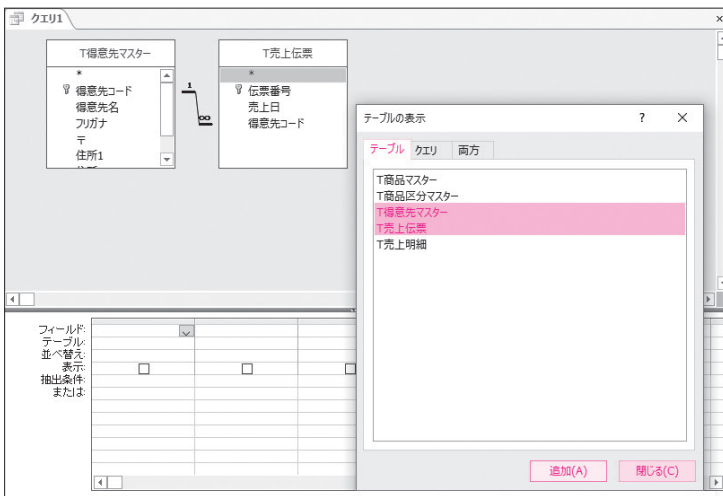 クエリ1
T得意先マスター
*
得意先コード
得意先名
フリガナ
〒
住所1
1
∞
T売上伝票
*
伝票番号
売上日
得意先コード
テーブルの表示
?
テーブル クエリ 両方
T商品マスター
T商品区分マスター
T得意先マスター
T売上伝票
T売上明細
追加(A) 閉じる(C)
フィールド:
テーブル:
並べ替え:
表示:
抽出条件:
または: